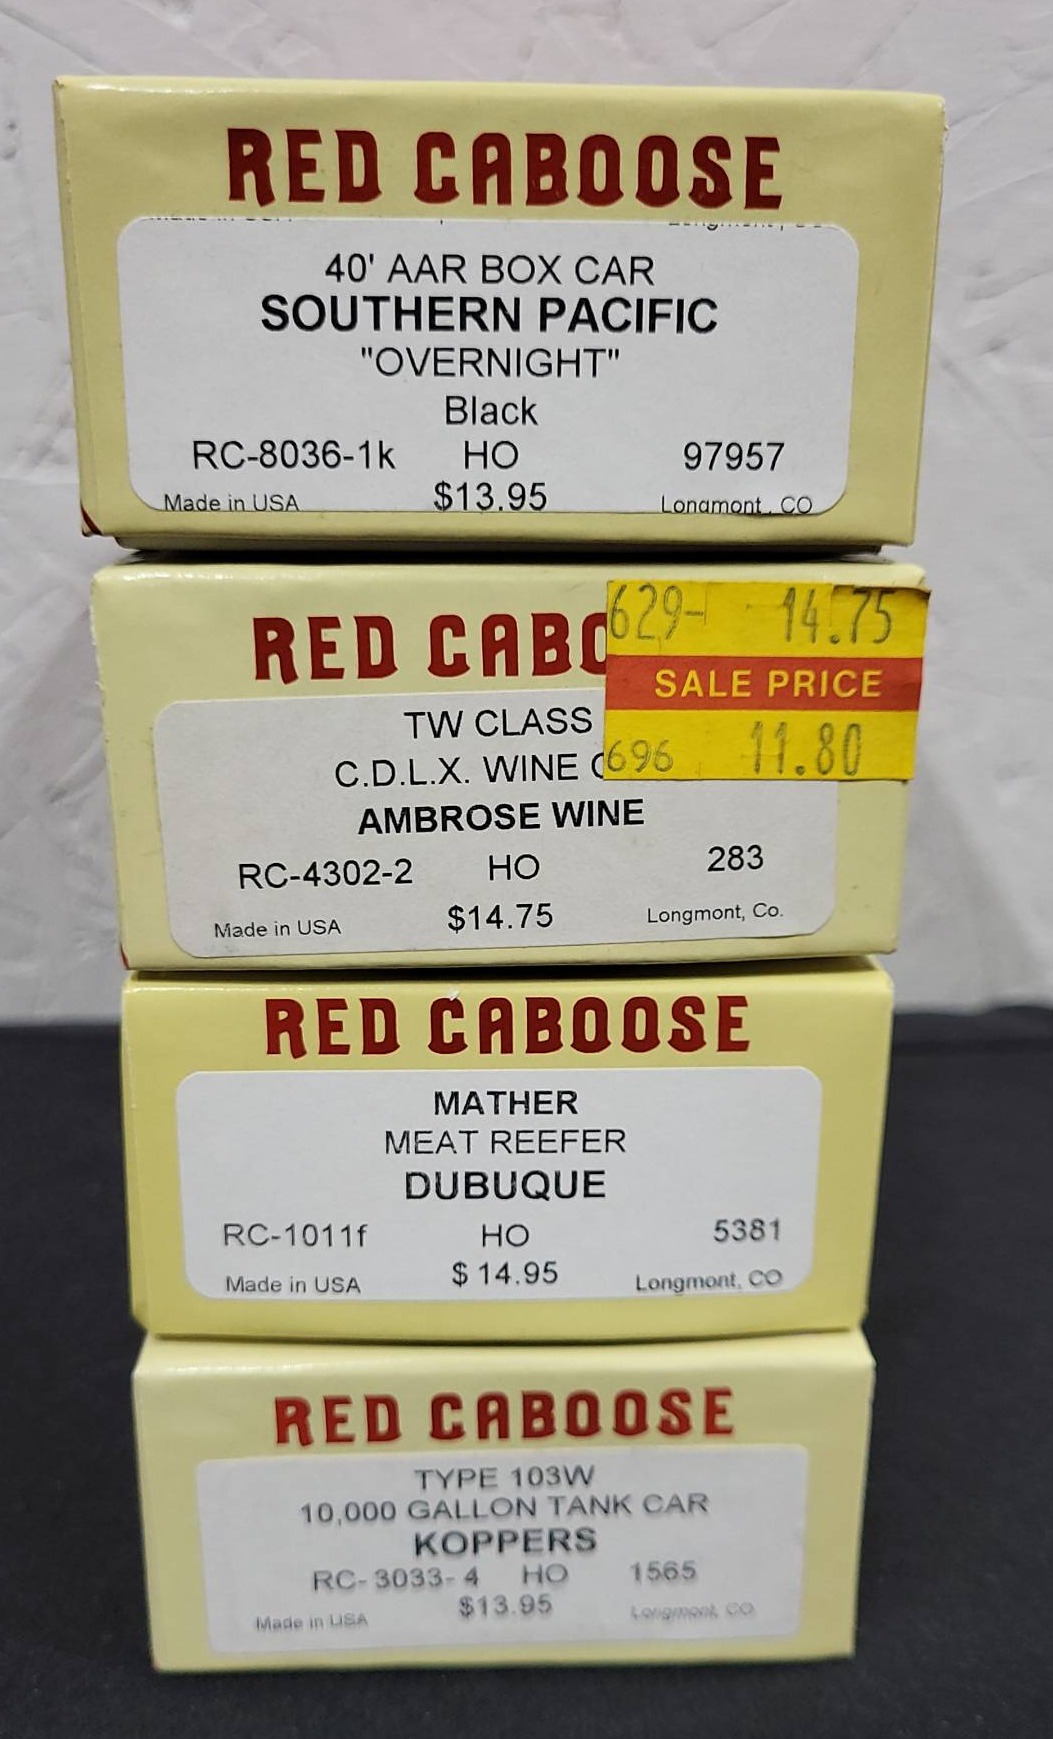 RED CABOOSE
40' AAR BOX CAR
SOUTHERN PACIFIC
"OVERNIGHT"
Black
RC-8036-1k HO 97957
Made in USA $13.95 Longmont, CO
RED CABO
629- 14.75
SALE PRICE
696 11.80
TW CLASS
C.D.L.X. WINE
AMBROSE WINE
RC-4302-2 HO 283
Made in USA $14.75 Longmont, Co.
RED CABOOSE
MATHER
MEAT REEFER
DUBUQUE
RC-1011f HO 5381
Made in USA $14.95 Longmont, CO
RED CABOOSE
TYPE 103W
10,000 GALLON TANK CAR
KOPPERS
RC-3033-4 HO 1565
$13.95
Made in USA Longmont, CO